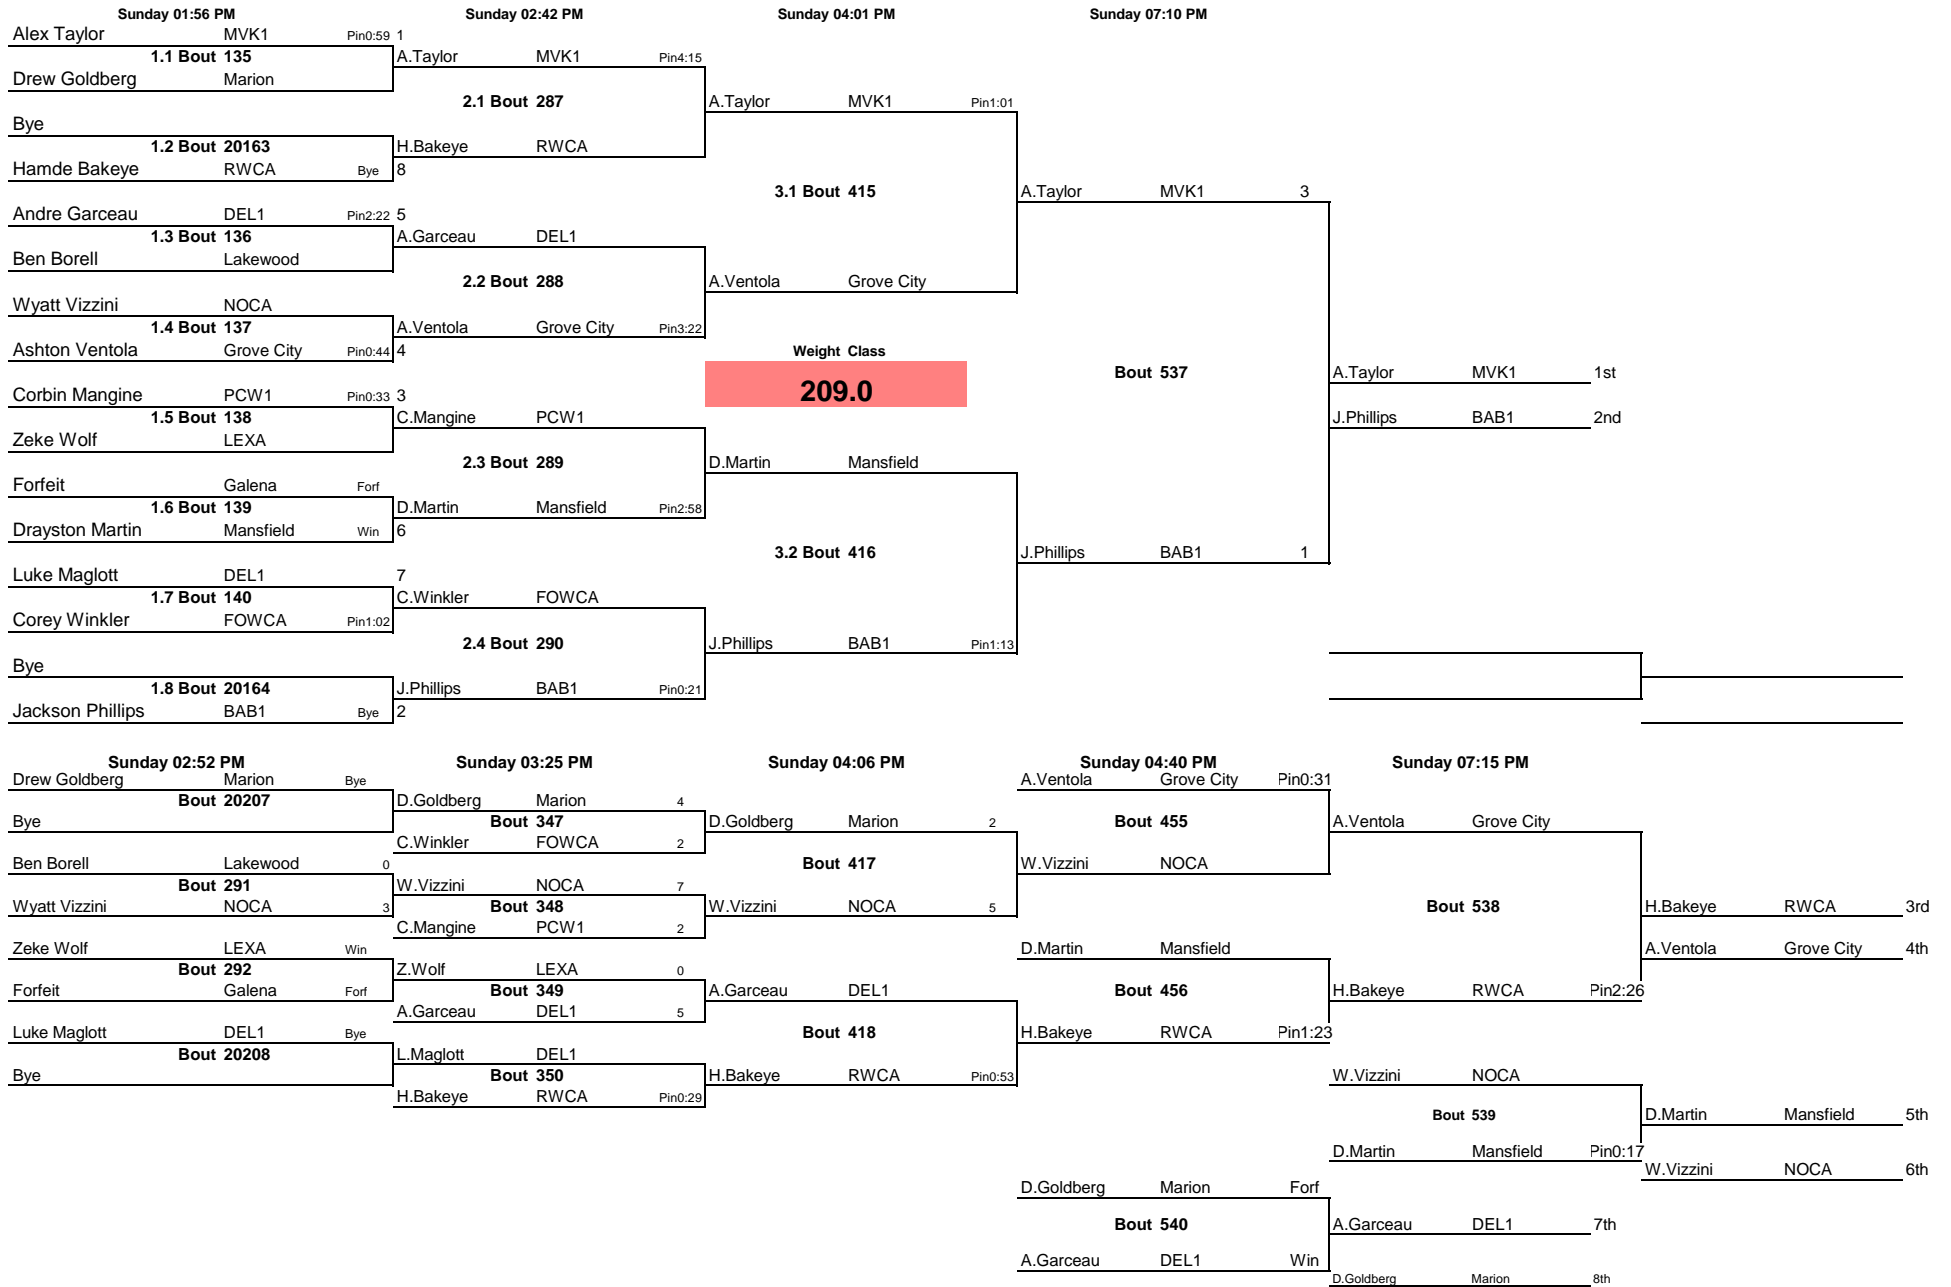 Sunday 01:56 PM Sunday 02:42 PM Sunday 04:01 PM Sunday 07:10 PM
Alex Taylor MVK1 Pin0:59 1
1.1 Bout 135 A.Taylor MVK1 Pin4:15
Drew Goldberg Marion
2.1 Bout 287 A.Taylor MVK1 Pin1:01
Bye
1.2 Bout 20163 H.Bakeye RWCA
Hamde Bakeye RWCA Bye 8
3.1 Bout 415 A.Taylor MVK1 3
Andre Garceau DEL1 Pin2:22 5
1.3 Bout 136 A.Garceau DEL1
Ben Borell Lakewood
2.2 Bout 288 A.Ventola Grove City
Wyatt Vizzini NOCA
1.4 Bout 137 A.Ventola Grove City Pin3:22
Ashton Ventola Grove City Pin0:44 4 Weight Class
Bout 537 A.Taylor MVK1 1st
Corbin Mangine PCW1 Pin0:33 3 209.0
1.5 Bout 138 C.Mangine PCW1 J.Phillips BAB1 2nd
Zeke Wolf LEXA
2.3 Bout 289 D.Martin Mansfield
Forfeit Galena Forf
1.6 Bout 139 D.Martin Mansfield Pin2:58
Drayston Martin Mansfield Win 6
3.2 Bout 416 J.Phillips BAB1 1
Luke Maglott DEL1 7
1.7 Bout 140 C.Winkler FOWCA
Corey Winkler FOWCA Pin1:02
2.4 Bout 290 J.Phillips BAB1 Pin1:13
Bye
1.8 Bout 20164 J.Phillips BAB1 Pin0:21
Jackson Phillips BAB1 Bye 2
Sunday 02:52 PM Sunday 03:25 PM Sunday 04:06 PM Sunday 04:40 PM Sunday 07:15 PM
Drew Goldberg Marion Bye A.Ventola Grove City Pin0:31
Bout 20207 D.Goldberg Marion 4
Bye Bout 347 D.Goldberg Marion 2 Bout 455 A.Ventola Grove City
C.Winkler FOWCA 2
Ben Borell Lakewood 0 Bout 417 W.Vizzini NOCA
Bout 291 W.Vizzini NOCA 7
Wyatt Vizzini NOCA 3 Bout 348 W.Vizzini NOCA 5 Bout 538 H.Bakeye RWCA 3rd
C.Mangine PCW1 2
Zeke Wolf LEXA Win D.Martin Mansfield A.Ventola Grove City 4th
Bout 292 Z.Wolf LEXA 0
Forfeit Galena Forf Bout 349 A.Garceau DEL1 Bout 456 H.Bakeye RWCA Pin2:26
A.Garceau DEL1 5
Luke Maglott DEL1 Bye Bout 418 H.Bakeye RWCA Pin1:23
Bout 20208 L.Maglott DEL1
Bye Bout 350 H.Bakeye RWCA Pin0:53 W.Vizzini NOCA
H.Bakeye RWCA Pin0:29
Bout 539 D.Martin Mansfield 5th
D.Martin Mansfield Pin0:17
W.Vizzini NOCA 6th
D.Goldberg Marion Forf
Bout 540 A.Garceau DEL1 7th
A.Garceau DEL1 Win
D.Goldberg Marion 8th